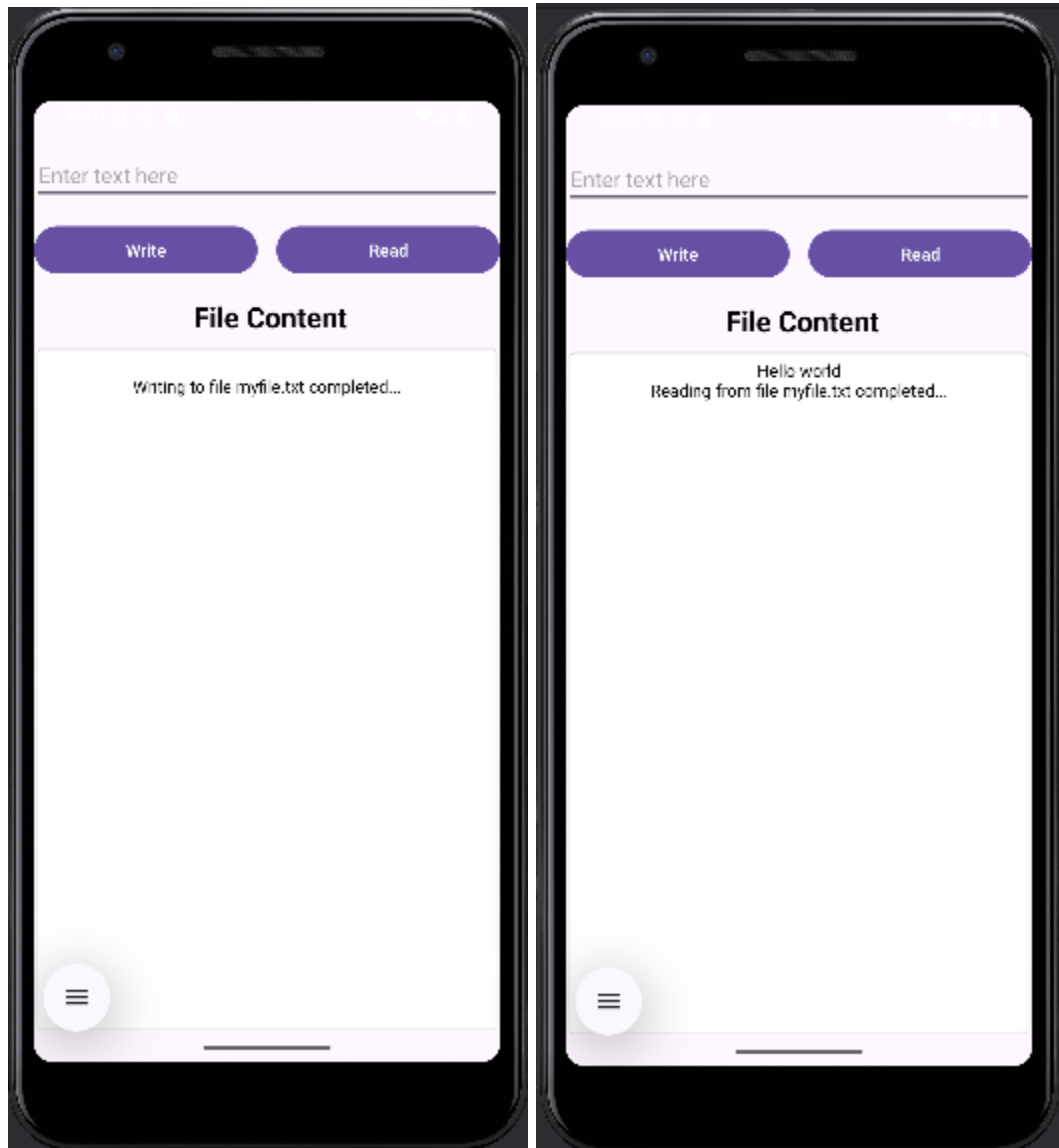 Enter text here
Write Read
File Content
Writing to file myfile.txt completed...
Enter text here
Write Read
File Content
Hello world
Reading from file myfile.txt completed...